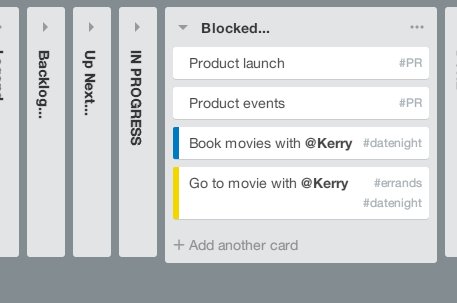 Backlog...
Up Next...
IN PROGRESS
Blocked...
Product launch #PR
Product events #PR
Book movies with @Kerry #datenight
Go to movie with @Kerry #errands
#datenight
+ Add another card